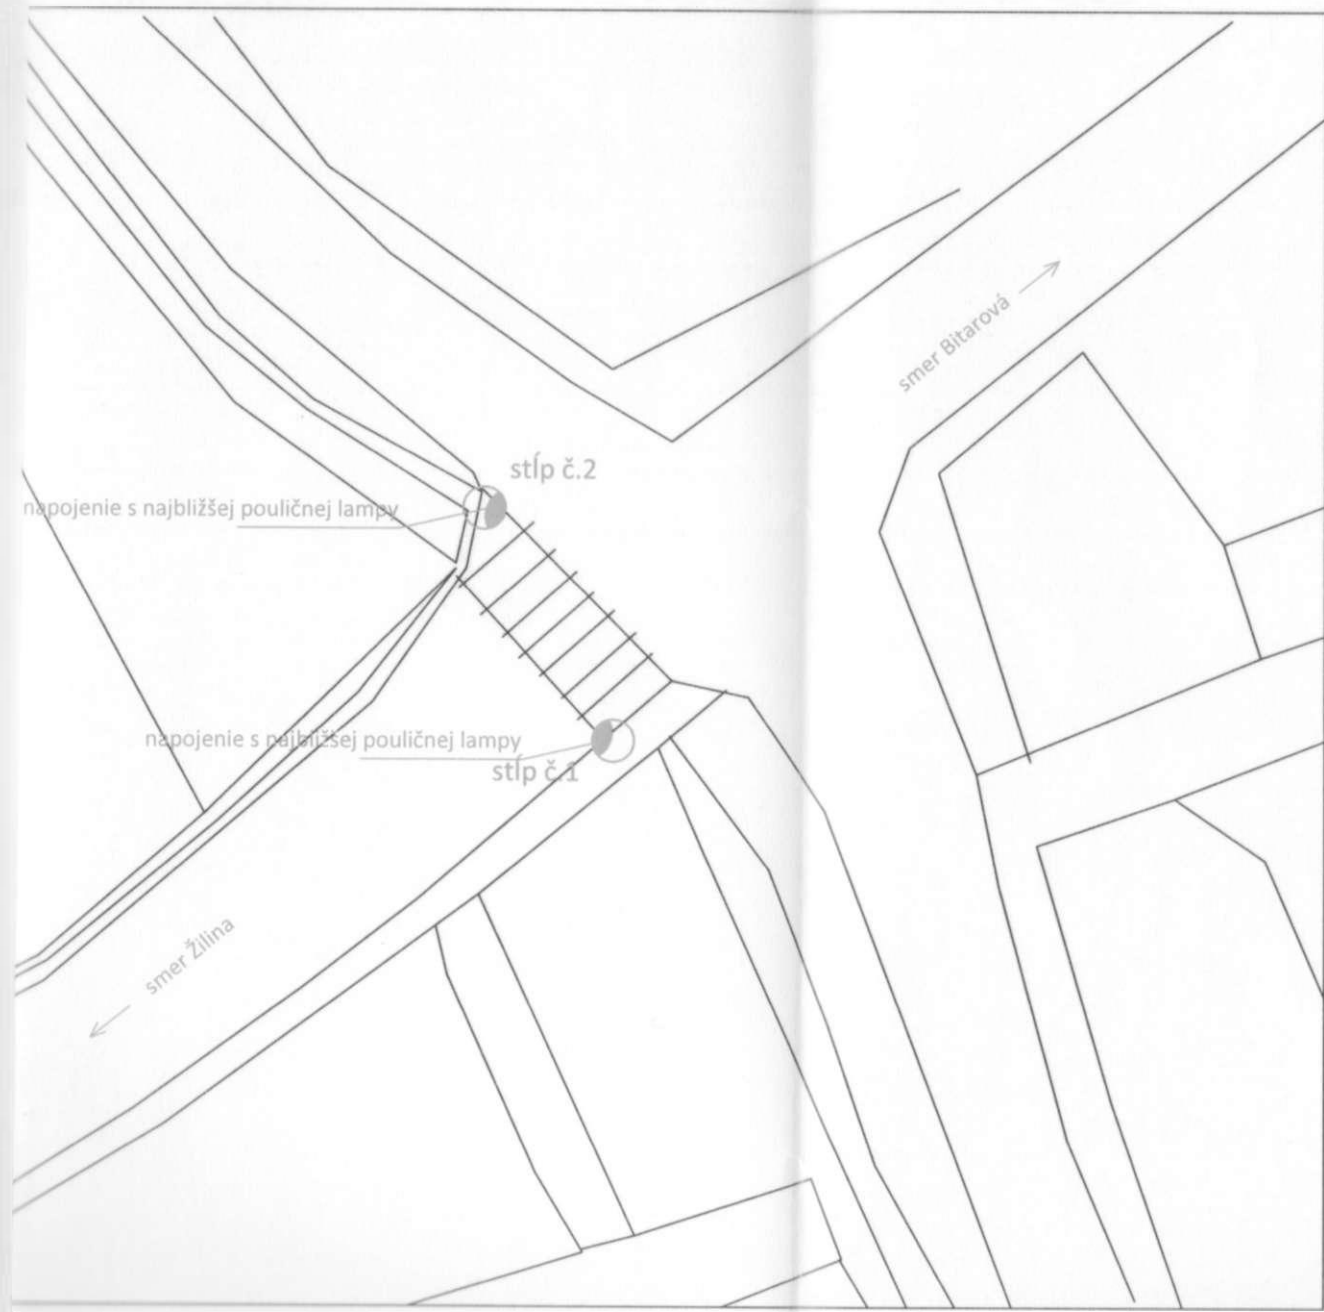 smer Bitarová
stĺp č.2
napojenie s najbližšej pouličnej lampy
napojenie s najbližšej pouličnej lampy
stĺp č.1
smer Žilina